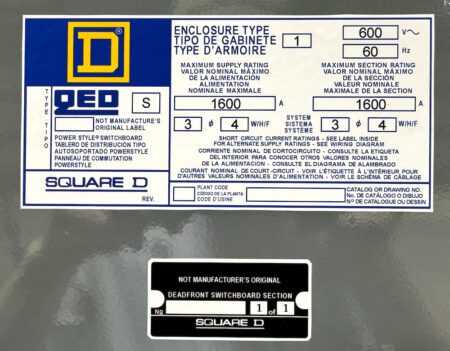 D
ENCLOSURE TYPE
TIPO DE GABINETE
TYPE D'ARMOIRE
1
600 V~
60 Hz
MAXIMUM SUPPLY RATING
VALOR NOMINAL MÁXIMO
DE LA ALIMENTACIÓN
ALIMENTATION
NOMINALE MAXIMALE
1600 A
MAXIMUM SECTION RATING
VALOR NOMINAL MÁXIMO
DE LA SECCIÓN
VALEUR NOMINALE
MAXIMALE DE LA SECTION
1600 A
3 ø 4 W/H/F
SYSTEM
SISTEMA
SYSTÈME
3 ø 4 W/H/F
TYPE
TIPO
QED S
NOT MANUFACTURER'S
ORIGINAL LABEL
POWER STYLE® SWITCHBOARD
TABLERO DE DISTRIBUCIÓN TIPO
AUTOSOPORTADO POWERSTYLE
PANNEAU DE COMMUTATION
POWERSTYLE
SQUARE D
REV.
SHORT CIRCUIT CURRENT RATINGS - SEE LABEL INSIDE
FOR ALTERNATE SUPPLY RATINGS - SEE WIRING DIAGRAM
CORRIENTE NOMINAL DE CORTOCIRCUITO - CONSULTE LA ETIQUETA
DEL INTERIOR PARA CONOCER OTROS VALORES NOMINALES
DE LA ALIMENTACIÓN - CONSULTE EL DIAGRAMA DE ALAMBRADO
COURANT NOMINAL DE COURT-CIRCUIT - VOIR L'ÉTIQUETTE À L'INTÉRIEUR POUR
D'AUTRES VALEURS NOMINALES D'ALIMENTATION - VOIR LE SCHÉMA DE CÂBLAGE
PLANT CODE
CÓDIGO DE LA PLANTA
CODE D'USINE
CATALOG OR DRAWING NO.
No. DE CATÁLOGO O DIBUJO
Nº DE CATALOGUE OU DESSIN
NOT MANUFACTURER'S ORIGINAL
DEADFRONT SWITCHBOARD SECTION
No 1 of 1
SQUARE D